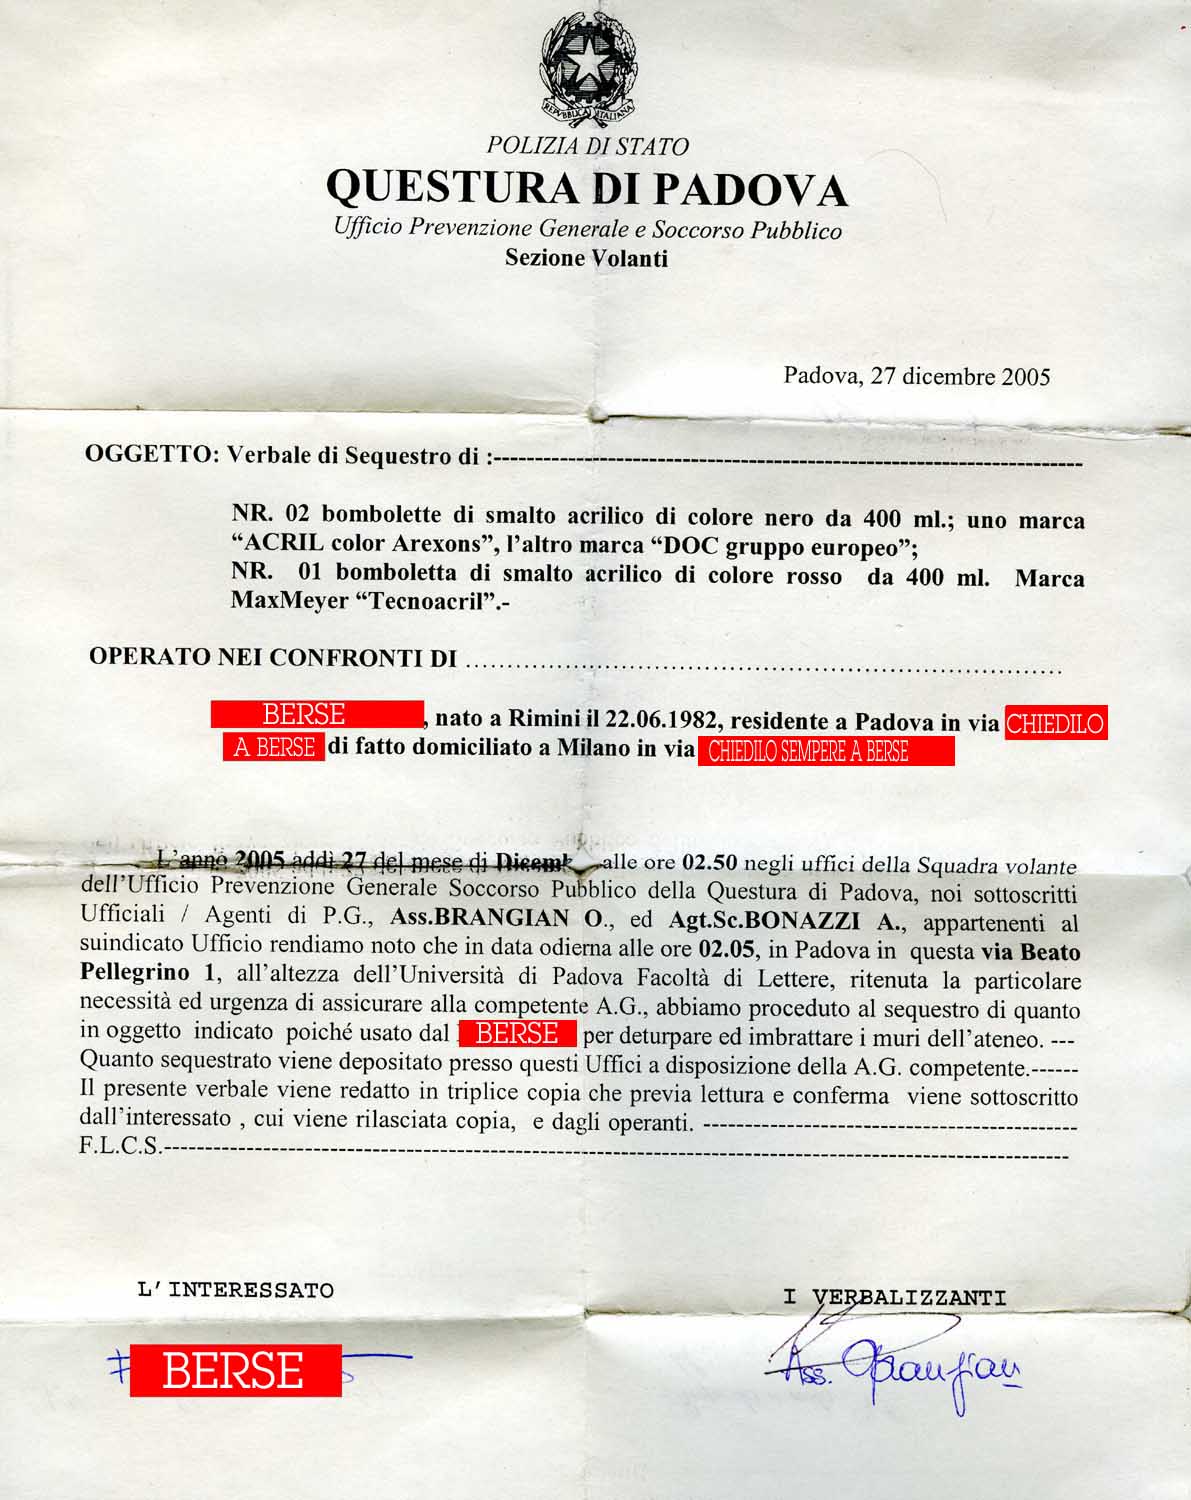 REPVBBLICA ITALIANA
POLIZIA DI STATO
QUESTURA DI PADOVA
Ufficio Prevenzione Generale e Soccorso Pubblico
Sezione Volanti
Padova, 27 dicembre 2005
OGGETTO: Verbale di Sequestro di :------------------------------------------------------------------------
NR. 02 bombolette di smalto acrilico di colore nero da 400 ml.; uno marca
“ACRIL color Arexons”, l’altro marca “DOC gruppo europeo”;
NR. 01 bomboletta di smalto acrilico di colore rosso da 400 ml. Marca
MaxMeyer “Tecnoacril”.-
OPERATO NEI CONFRONTI DI ……………………………………………………………………
BERSE, nato a Rimini il 22.06.1982, residente a Padova in via CHIEDILO
A BERSE di fatto domiciliato a Milano in via CHIEDILO SEMPERE A BERSE
L’anno 2005 addì 27 del mese di Dicemb alle ore 02.50 negli uffici della Squadra volante
dell’Ufficio Prevenzione Generale Soccorso Pubblico della Questura di Padova, noi sottoscritti
Ufficiali / Agenti di P.G., Ass.BRANGIAN O., ed Agt.Sc.BONAZZI A., appartenenti al
suindicato Ufficio rendiamo noto che in data odierna alle ore 02.05, in Padova in questa via Beato
Pellegrino 1, all’altezza dell’Università di Padova Facoltà di Lettere, ritenuta la particolare
necessità ed urgenza di assicurare alla competente A.G., abbiamo proceduto al sequestro di quanto
in oggetto indicato poiché usato dal BERSE per deturpare ed imbrattare i muri dell’ateneo. ---
Quanto sequestrato viene depositato presso questi Uffici a disposizione della A.G. competente.------
Il presente verbale viene redatto in triplice copia che previa lettura e conferma viene sottoscritto
dall’interessato , cui viene rilasciata copia, e dagli operanti. ---------------------------------------------
F.L.C.S.--------------------------------------------------------------------------------------------------------------
L’INTERESSATO
I VERBALIZZANTI
BERSE
Ass. Brangian